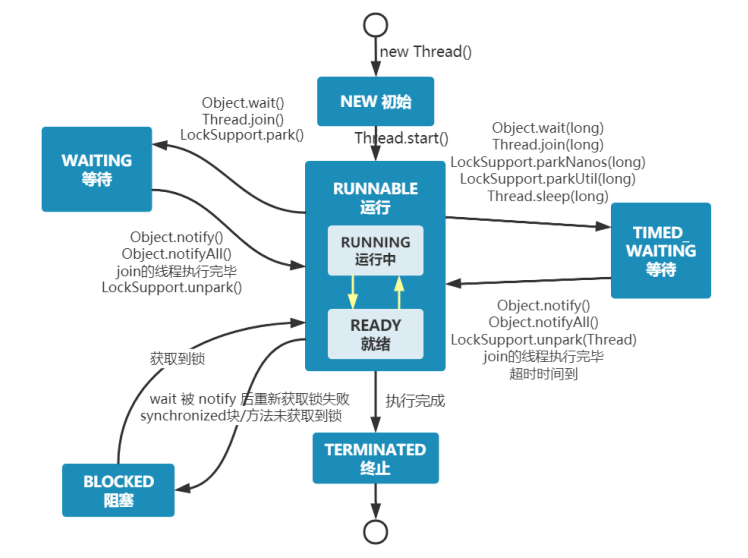 new Thread()
NEW 初始
Object.wait()
Thread.join()
LockSupport.park()
Thread.start()
Object.wait(long)
Thread.join(long)
LockSupport.parkNanos(long)
LockSupport.parkUtil(long)
Thread.sleep(long)
WAITING
等待
RUNNABLE
运行
RUNNING
运行中
READY
就绪
TIMED_
WAITING
等待
Object.notify()
Object.notifyAll()
join的线程执行完毕
LockSupport.unpark()
Object.notify()
Object.notifyAll()
LockSupport.unpark(Thread)
join的线程执行完毕
超时时间到
获取到锁
wait 被 notify 后重新获取锁失败
synchronized块/方法未获取到锁
执行完成
TERMINATED
终止
BLOCKED
阻塞